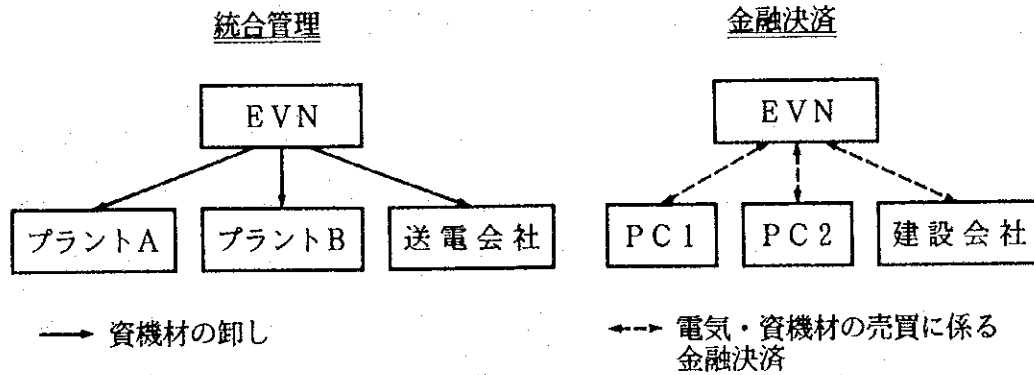 統合管理
EVN
プラントA
プラントB
送電会社
資機材の卸し
金融決済
EVN
PC1
PC2
建設会社
電気・資機材の売買に係る
金融決済